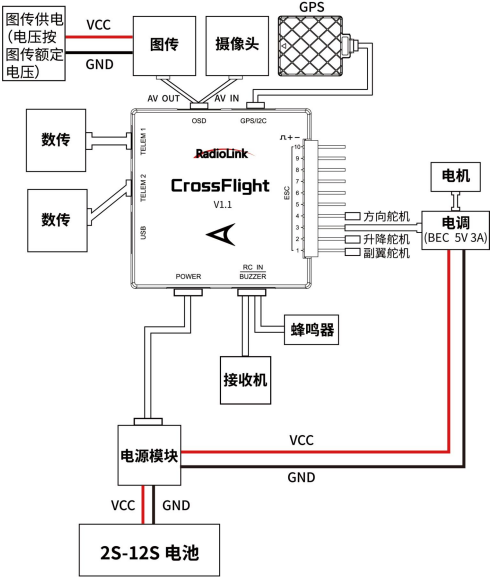 GPS
图传供电
(电压按
图传额定
电压)
VCC
GND
图传
摄像头
AV OUT
AV IN
OSD
GPS/I2C
数传
TELEM 1
RadioLink
CrossFlight
V1.1
数传
TELEM 2
USB
ESC
10
9
8
7
6
5
4
3
2
1
方向舵机
升降舵机
副翼舵机
电机
电调
(BEC 5V 3A)
POWER
RC IN
BUZZER
蜂鸣器
接收机
电源模块
VCC
GND
VCC
GND
2S-12S 电池